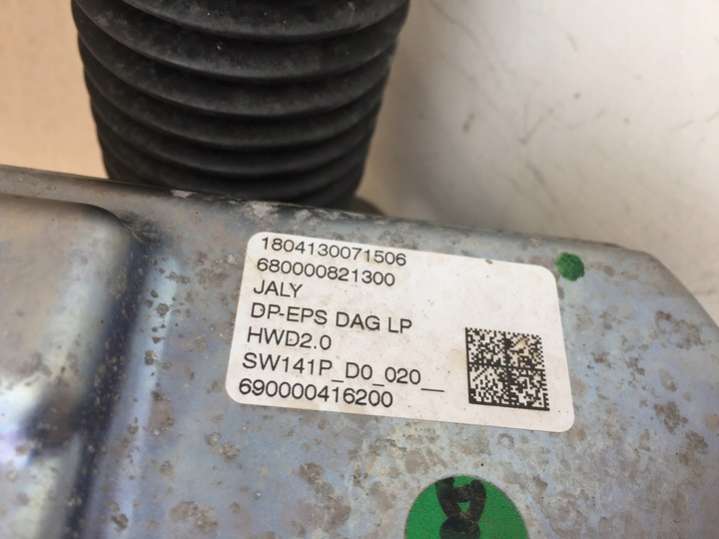 1804130071506
680000821300
JALY
DP-EPS DAG LP
HWD2.0
SW141P_D0_020__
690000416200